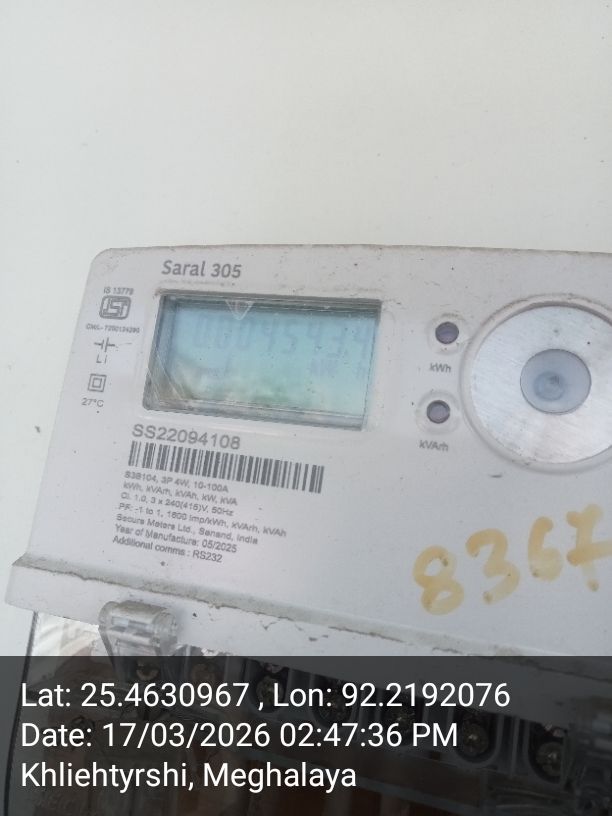 Saral 305
IS 13779
CM/L- 7200124296
L I
27°C
kWh
kVArh
SS22094108
S3B104, 3P 4W, 10-100A
kWh, kVArh, kVAh, kW, kVA
Cl. 1.0, 3 x 240(415)V, 50Hz
PF: -1 to 1, 1600 imp/kWh, kVArh, kVAh
Secure Meters Ltd., Sanand, India
Year of Manufacture: 05/2025
Additional comms : RS232
8367
Lat: 25.4630967 , Lon: 92.2192076
Date: 17/03/2026 02:47:36 PM
Khliehtyrshi, Meghalaya